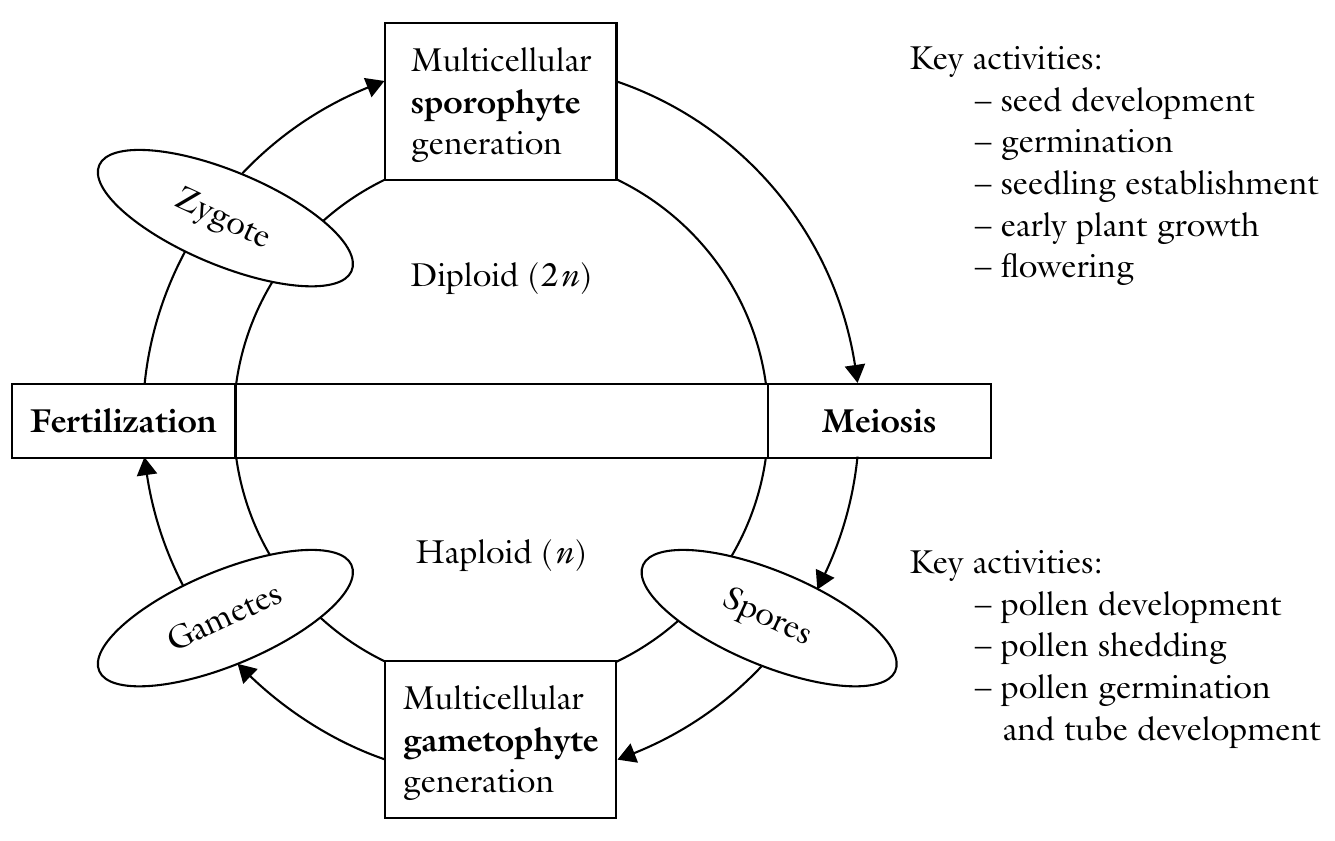 Multicellular
sporophyte
generation
Key activities:
– seed development
– germination
– seedling establishment
– early plant growth
– flowering
Zygote
Diploid (2n)
Fertilization
Meiosis
Haploid (n)
Gametes
Spores
Key activities:
– pollen development
– pollen shedding
– pollen germination
and tube development
Multicellular
gametophyte
generation